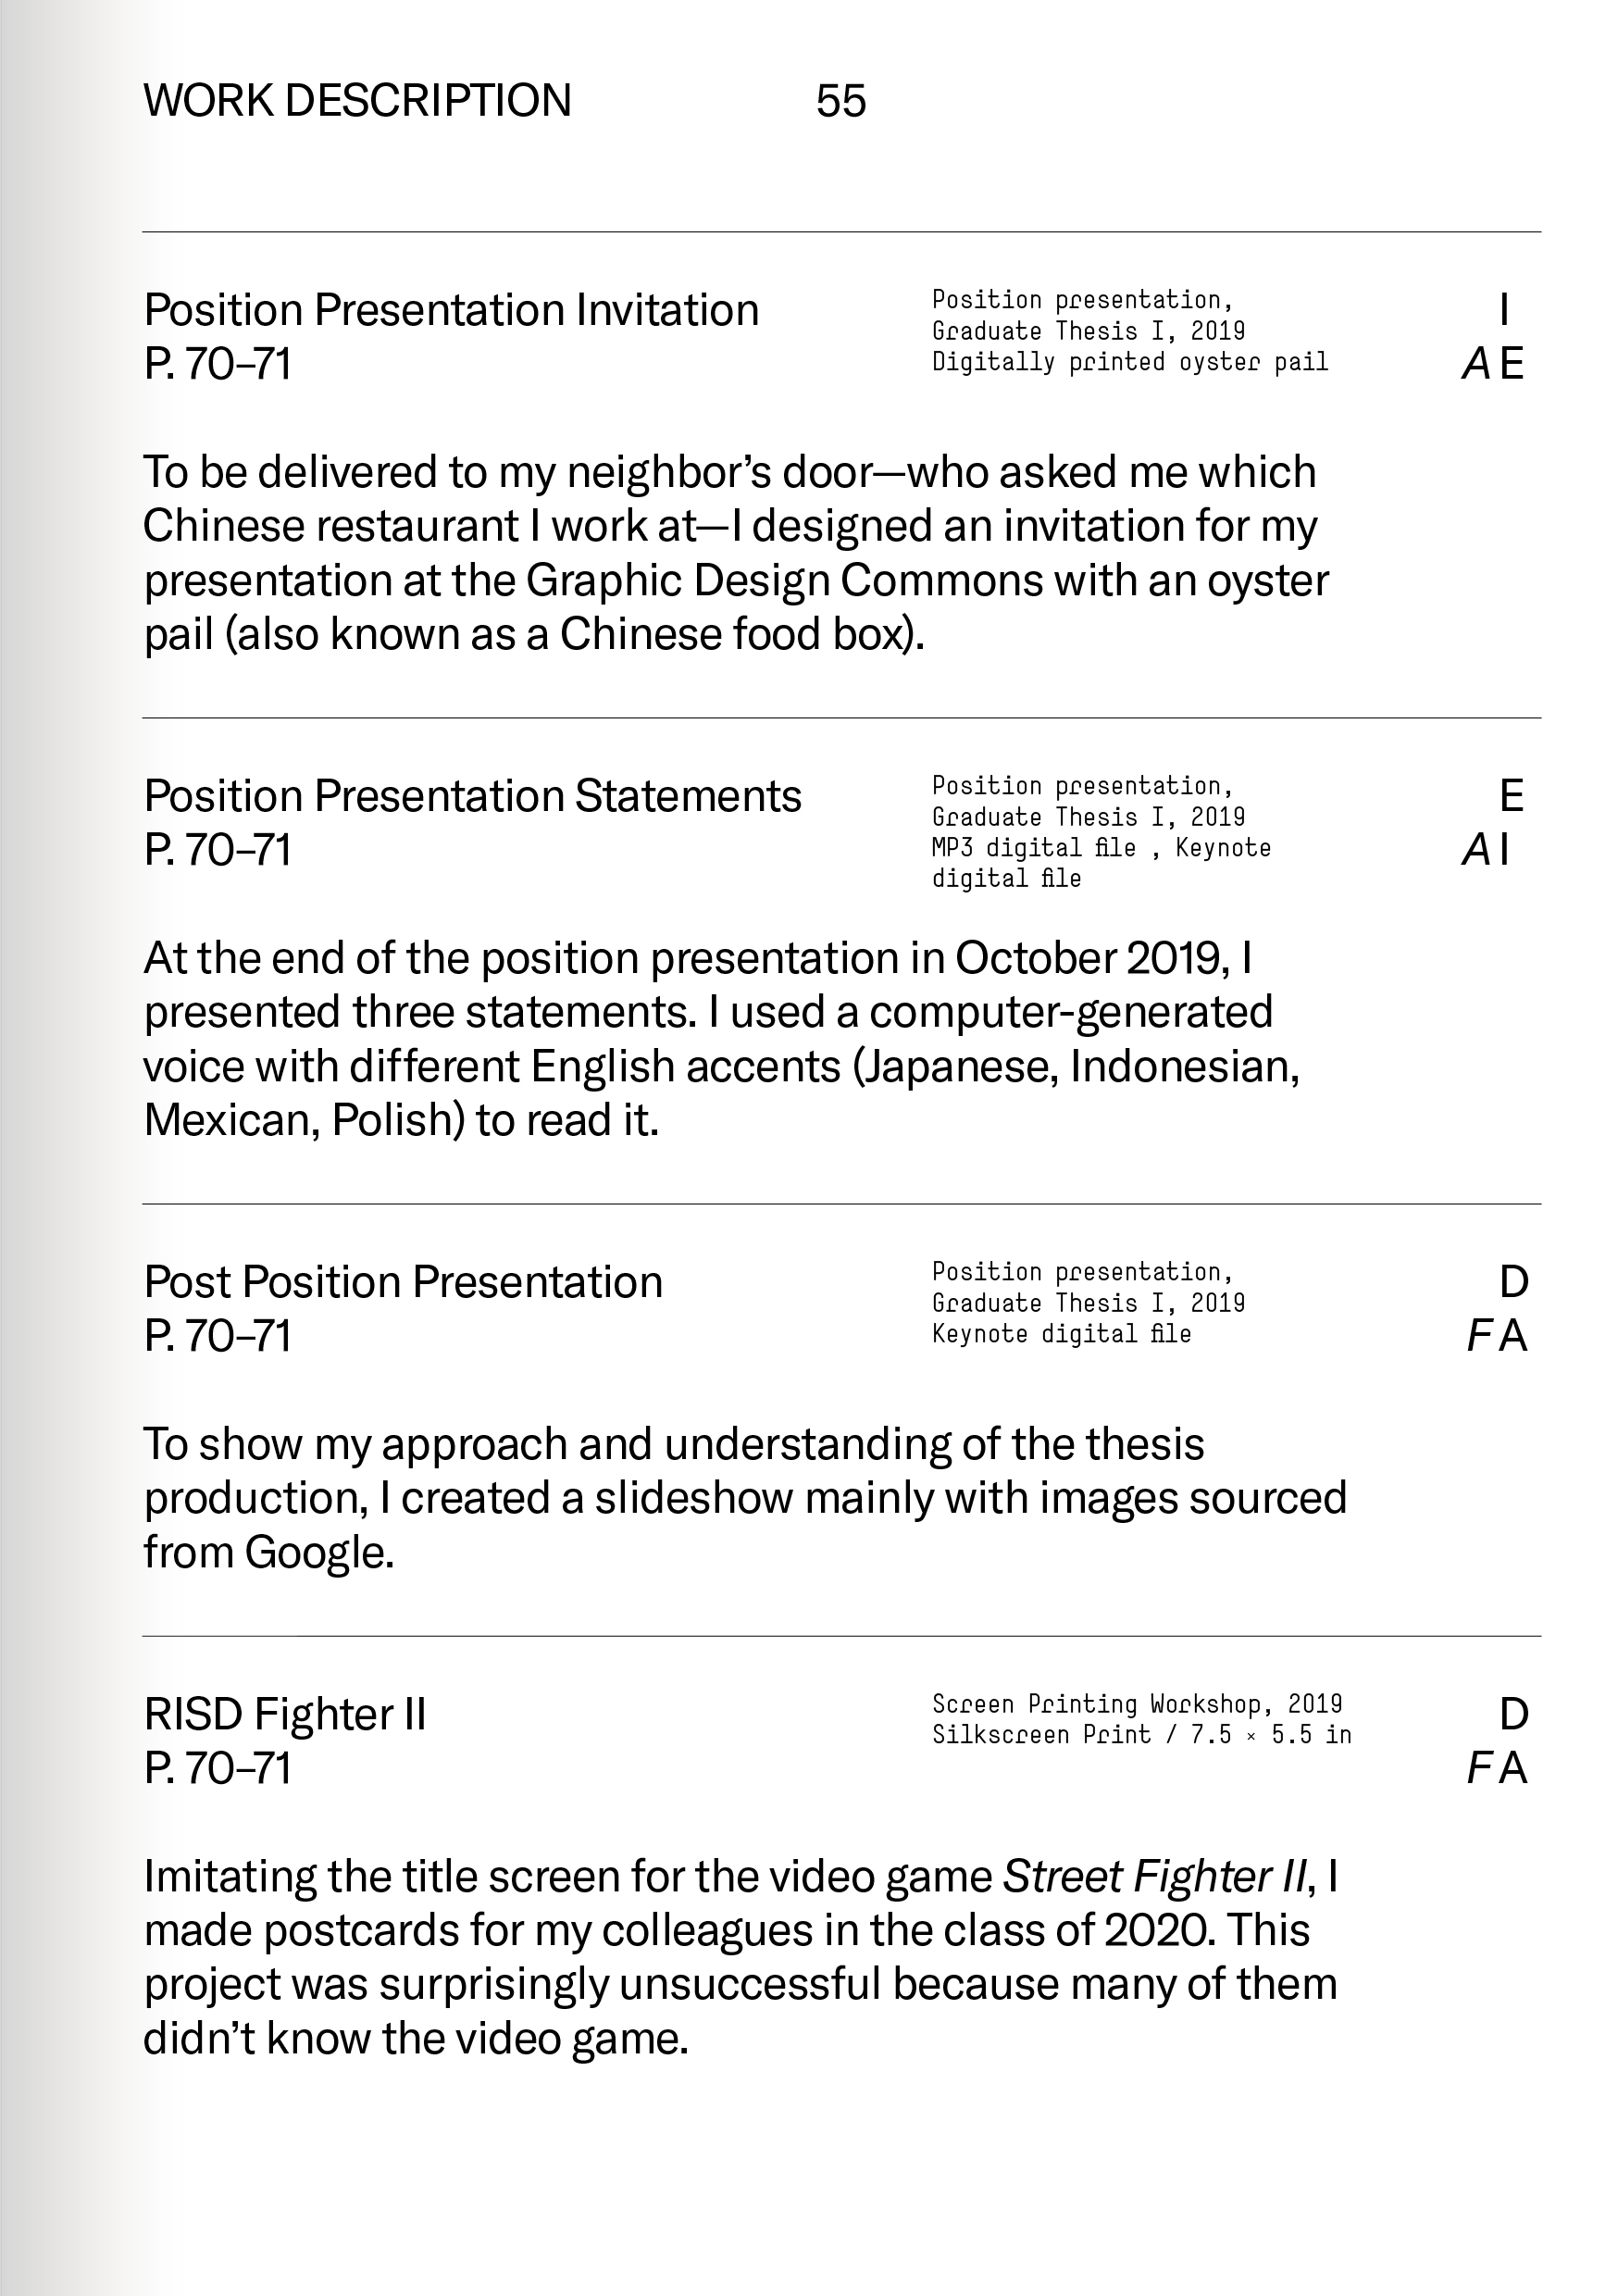 WORK DESCRIPTION 55
Position Presentation Invitation
P. 70–71
Position presentation,
Graduate Thesis I, 2019
Digitally printed oyster pail
I
A E
To be delivered to my neighbor’s door—who asked me which
Chinese restaurant I work at—I designed an invitation for my
presentation at the Graphic Design Commons with an oyster
pail (also known as a Chinese food box).
Position Presentation Statements
P. 70–71
Position presentation,
Graduate Thesis I, 2019
MP3 digital file , Keynote
digital file
E
A I
At the end of the position presentation in October 2019, I
presented three statements. I used a computer-generated
voice with different English accents (Japanese, Indonesian,
Mexican, Polish) to read it.
Post Position Presentation
P. 70–71
Position presentation,
Graduate Thesis I, 2019
Keynote digital file
D
F A
To show my approach and understanding of the thesis
production, I created a slideshow mainly with images sourced
from Google.
RISD Fighter II
P. 70–71
Screen Printing Workshop, 2019
Silkscreen Print / 7.5 × 5.5 in
D
F A
Imitating the title screen for the video game Street Fighter II, I
made postcards for my colleagues in the class of 2020. This
project was surprisingly unsuccessful because many of them
didn’t know the video game.